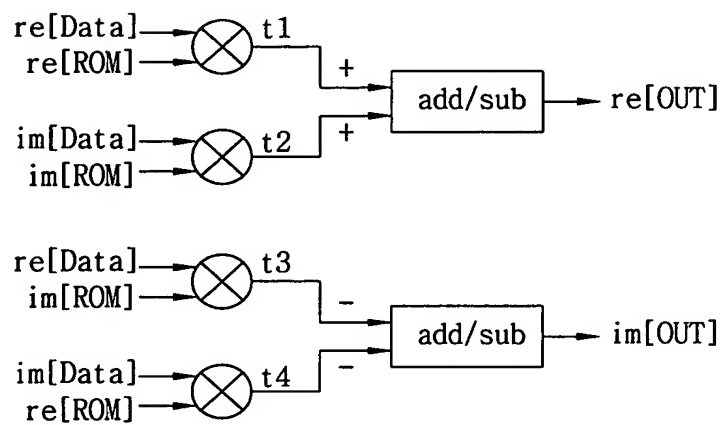 re[Data]
re[ROM]
t1
+
add/sub
re[OUT]
im[Data]
im[ROM]
t2
+
re[Data]
im[ROM]
t3
-
add/sub
im[OUT]
im[Data]
re[ROM]
t4
-